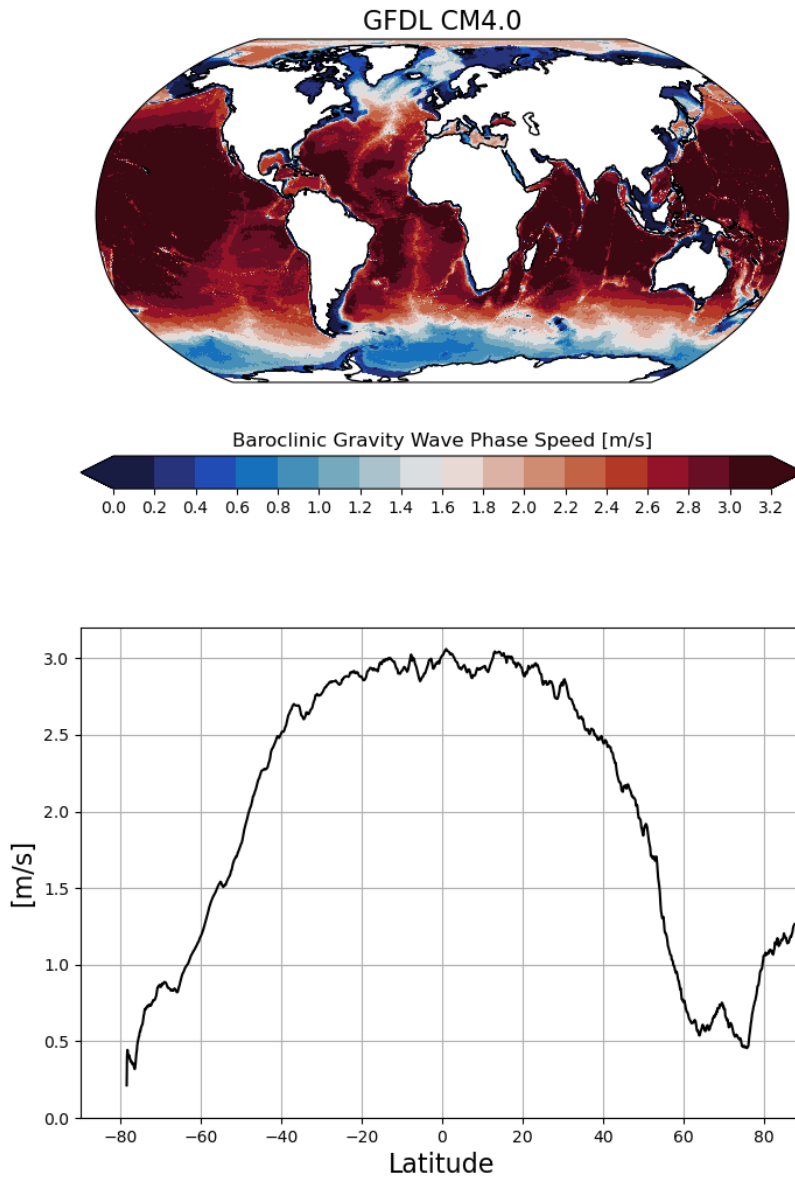 GFDL CM4.0
Baroclinic Gravity Wave Phase Speed [m/s]
0.0 0.2 0.4 0.6 0.8 1.0 1.2 1.4 1.6 1.8 2.0 2.2 2.4 2.6 2.8 3.0 3.2
3.0
2.5
2.0
1.5
1.0
0.5
0.0
[m/s]
−80 −60 −40 −20 0 20 40 60 80
Latitude